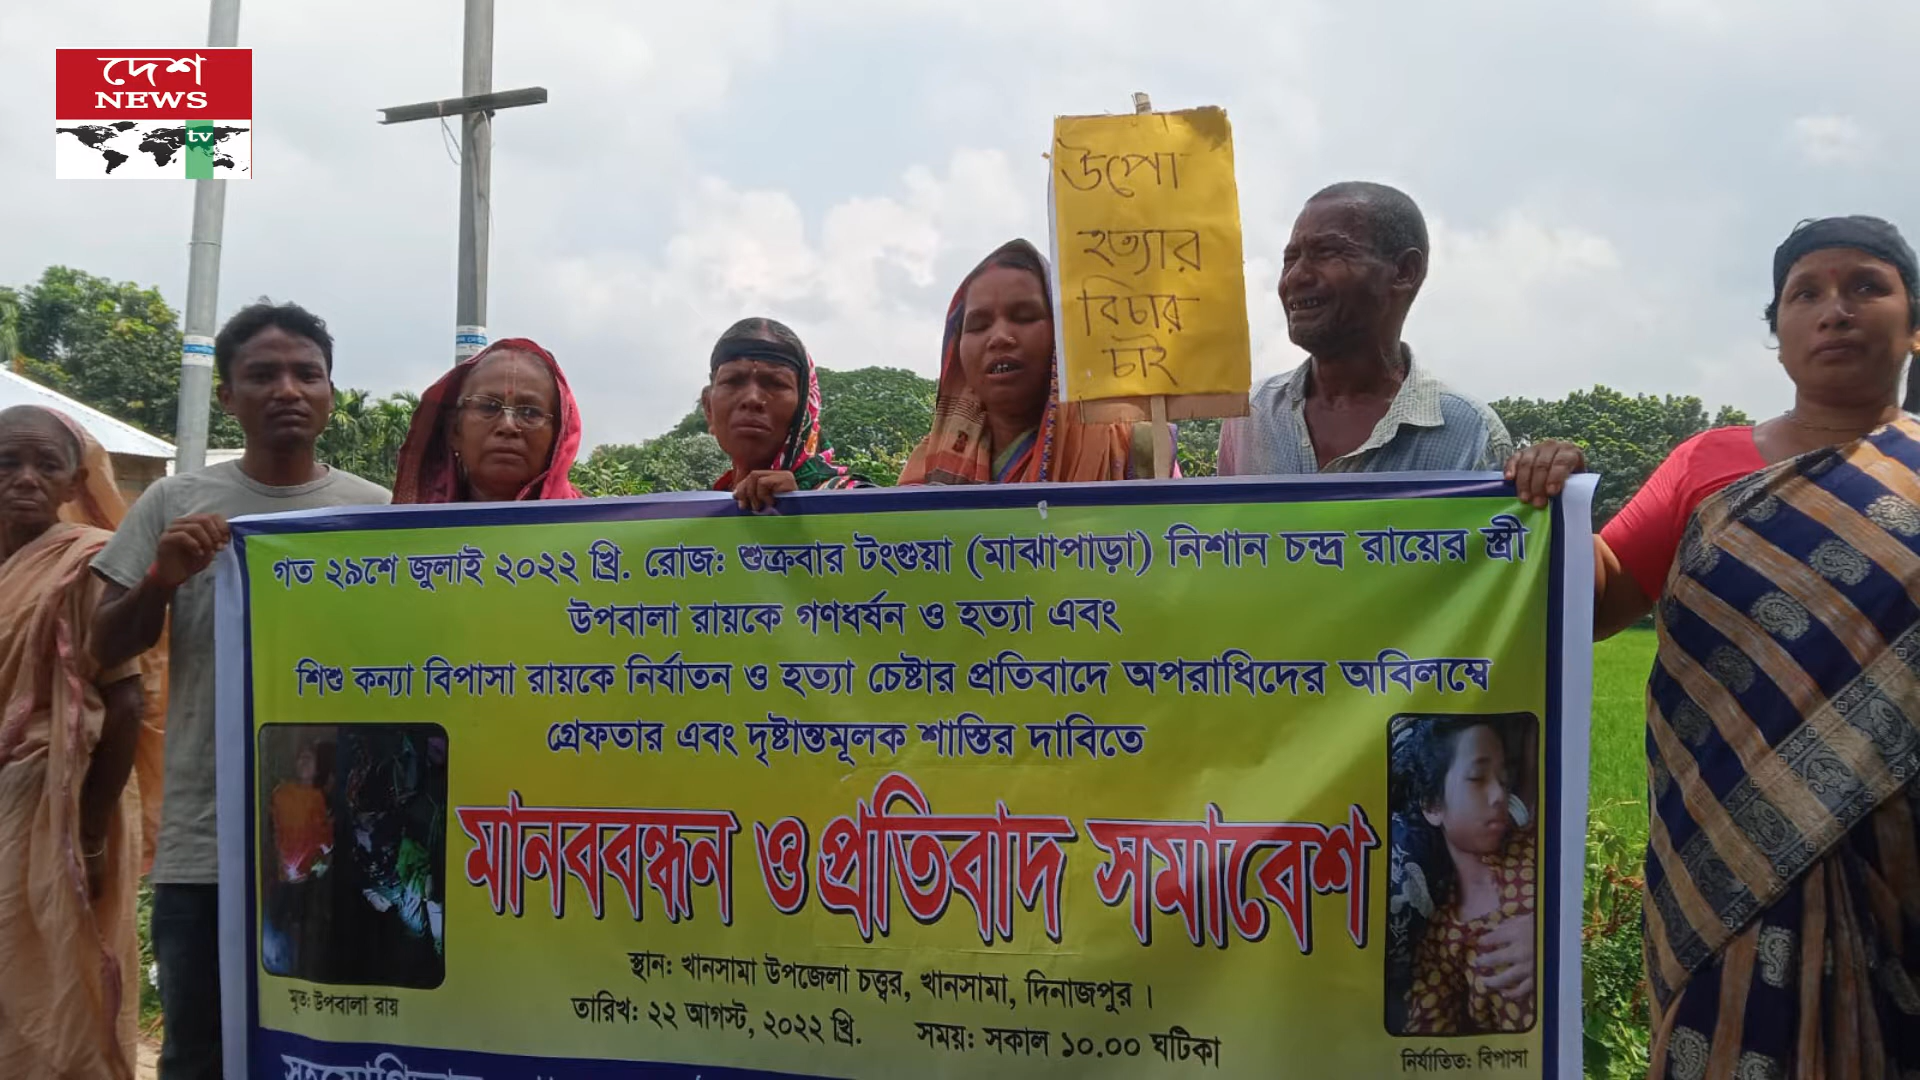 দেশ
NEWS
tv
উপো
হত্যার
বিচার
চাই
গত ২৯শে জুলাই ২০২২ খ্রি. রোজ: শুক্রবার টংগুয়া (মাঝাপাড়া) নিশান চন্দ্র রায়ের স্ত্রী
উপবালা রায়কে গণধর্ষন ও হত্যা এবং
শিশু কন্যা বিপাসা রায়কে নির্যাতন ও হত্যা চেষ্টার প্রতিবাদে অপরাধিদের অবিলম্বে
গ্রেফতার এবং দৃষ্টান্তমূলক শাস্তির দাবিতে
মানববন্ধন ও প্রতিবাদ সমাবেশ
স্থান: খানসামা উপজেলা চত্ত্বর, খানসামা, দিনাজপুর।
তারিখ: ২২ আগস্ট, ২০২২ খ্রি. সময়: সকাল ১০.০০ ঘটিকা
মৃত: উপবালা রায়
নির্যাতিত: বিপাসা